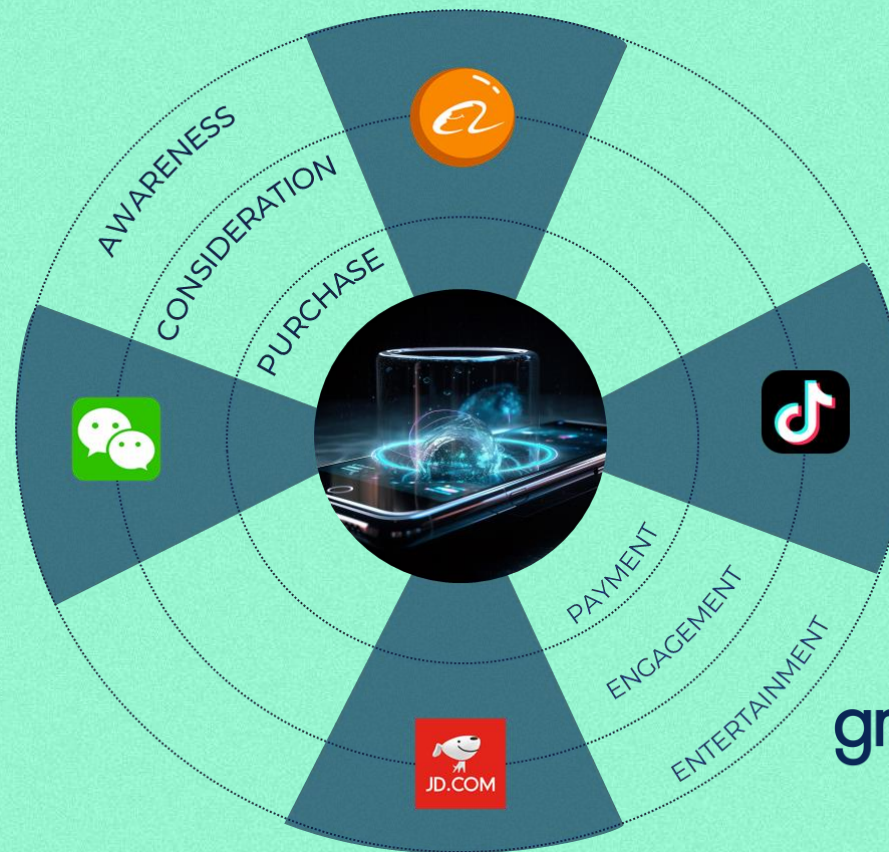 AWARENESS
CONSIDERATION
PURCHASE
PAYMENT
ENGAGEMENT
ENTERTAINMENT
JD.COM
gr